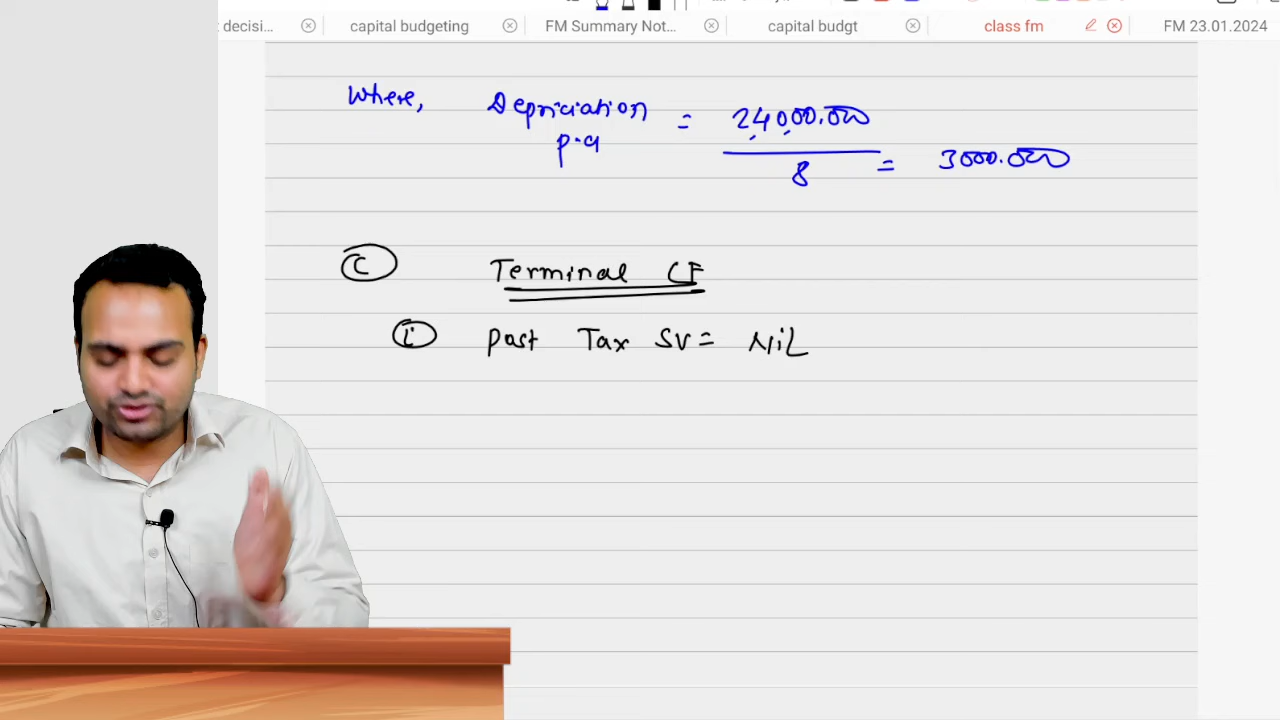 t decisi...
capital budgeting
FM Summary Not...
capital budgt
class fm
FM 23.01.2024
Where, Depriciation p.a = 24000.000 / 8 = 3000.000
C Terminal CF
i Post Tax SV = NiL